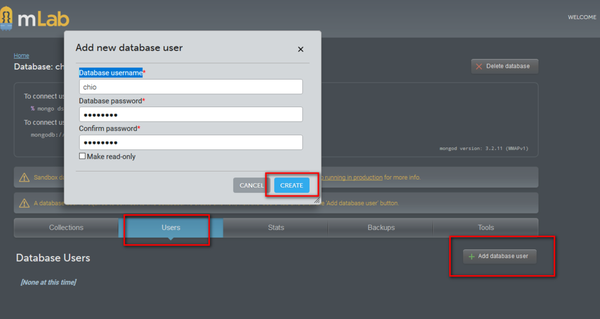 mLab
WELCOME
Home
Database: ch
Delete database
Add new database user
Database username*
chio
Database password*
●●●●●●●●
Confirm password*
●●●●●●●●
Make read-only
CANCEL
CREATE
To connect us
% mongo ds
To connect us
mongodb:/
mongod version: 3.2.11 (MMAPv1)
Sandbox d
running in production for more info.
A databas
'Add database user' button.
Collections
Users
Stats
Backups
Tools
Database Users
Add database user
[None at this time]